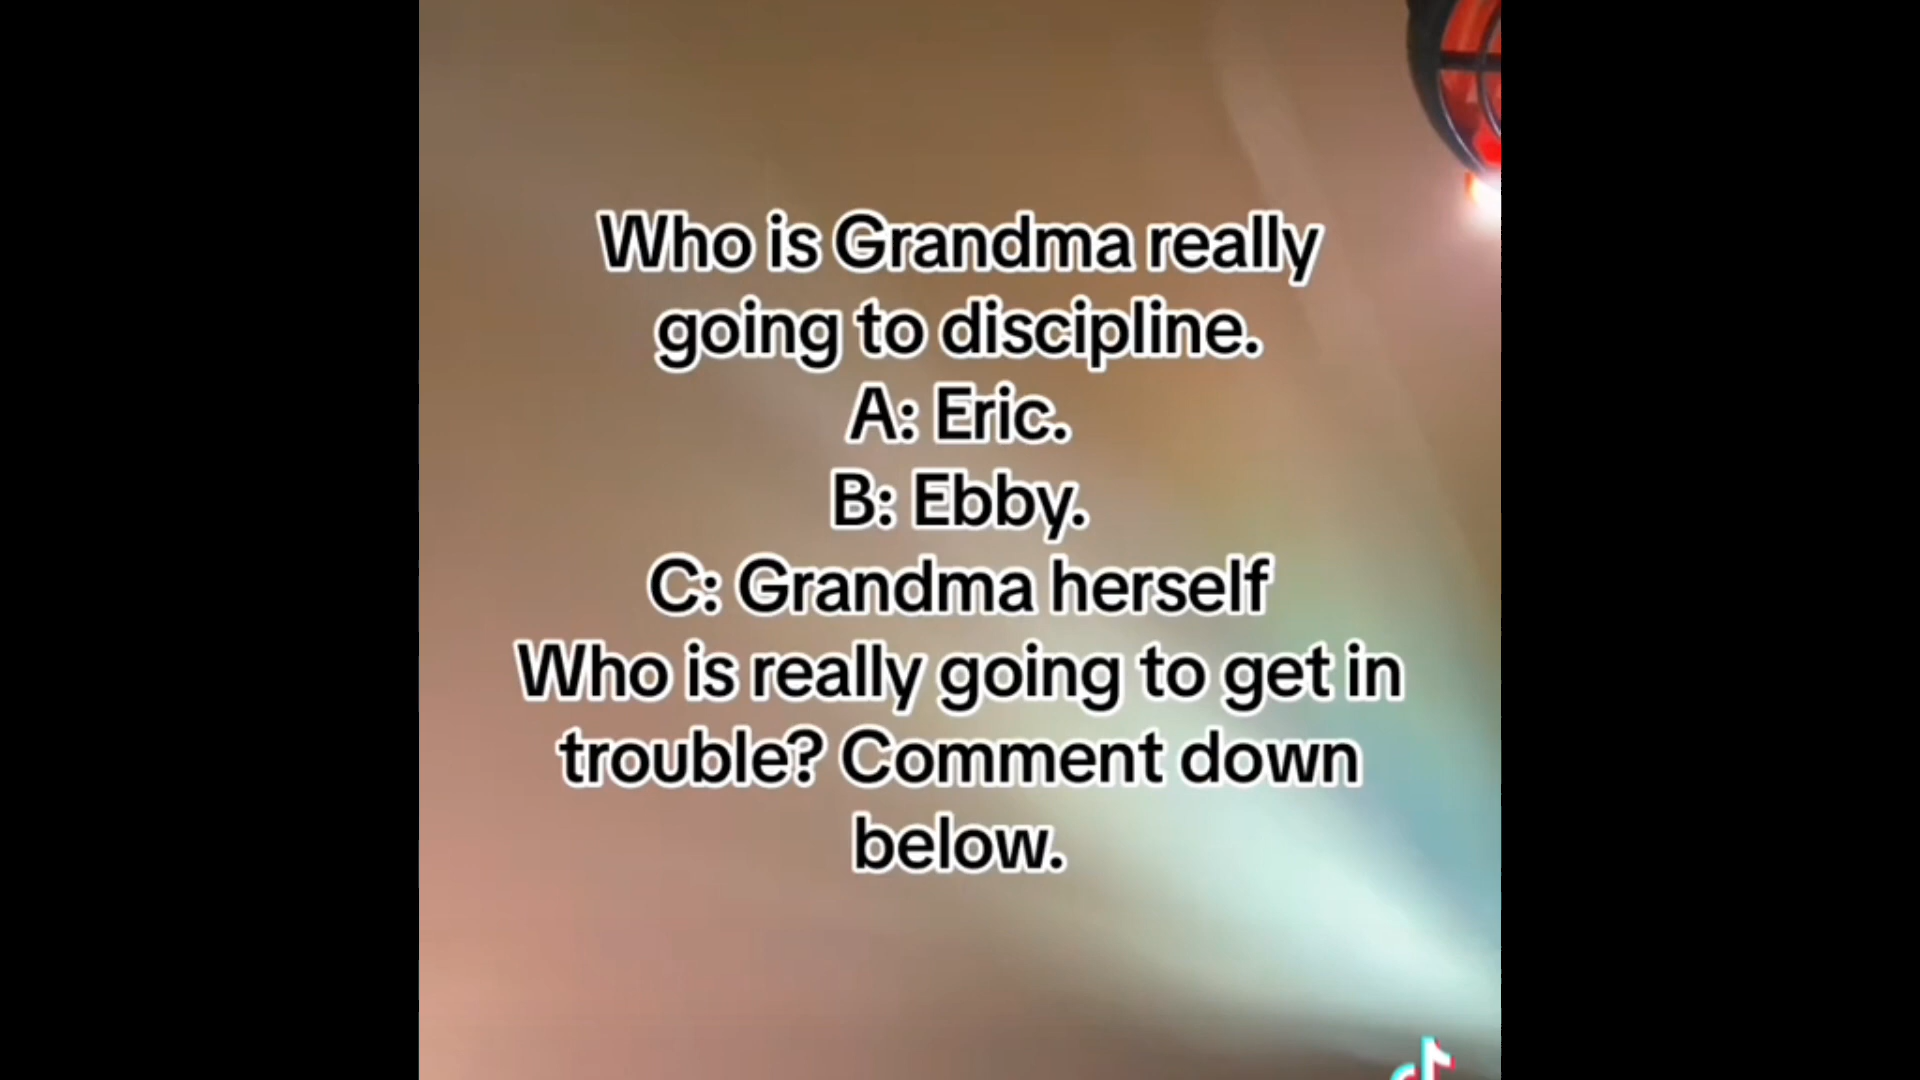 Who is Grandma really
going to discipline.
A: Eric.
B: Ebby.
C: Grandma herself
Who is really going to get in
trouble? Comment down
below.